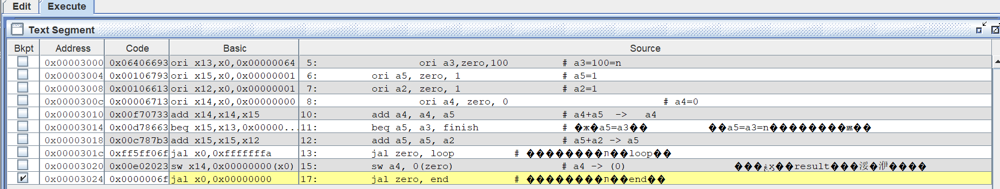 Edit Execute
Text Segment
Bkpt Address Code Basic Source
0x00003000 0x06406693 ori x13,x0,0x00000064 5: ori a3,zero,100 # a3=100=n
0x00003004 0x00106793 ori x15,x0,0x00000001 6: ori a5, zero, 1 # a5=1
0x00003008 0x00106613 ori x12,x0,0x00000001 7: ori a2, zero, 1 # a2=1
0x0000300c 0x00006713 ori x14,x0,0x00000000 8: ori a4, zero, 0 # a4=0
0x00003010 0x00f70733 add x14,x14,x15 10: add a4, a4, a5 # a4+a5 -> a4
0x00003014 0x00d78663 beq x15,x13,0x00000... 11: beq a5, a3, finish # �ж�a5=a3�� ��a5=a3=n��������ѭ��
0x00003018 0x00c787b3 add x15,x15,x12 12: add a5, a5, a2 # a5+a2 -> a5
0x0000301c 0xff5ff06f jal x0,0xfffffffa 13: jal zero, loop # ��������ת��loop��
0x00003020 0x00e02023 sw x14,0x00000000(x0) 15: sw a4, 0(zero) # a4 -> (0) ��result���浽�洢����
0x00003024 0x0000006f jal x0,0x00000000 17: jal zero, end # ��������ת��end��